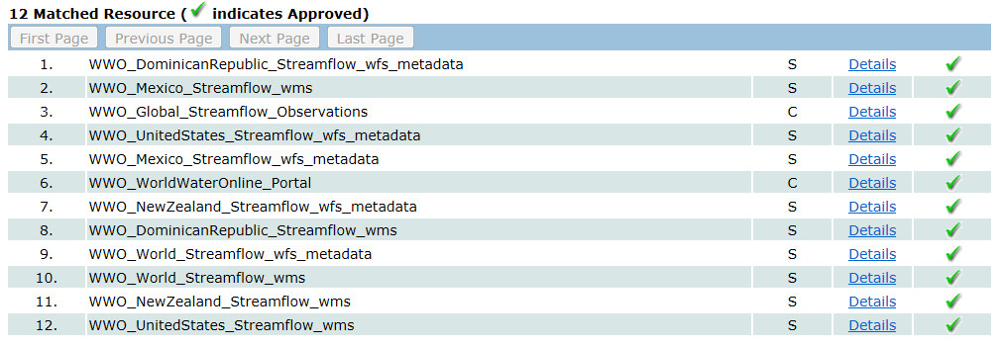 12 Matched Resource ( ✓ indicates Approved)
First Page Previous Page Next Page Last Page
1. WWO_DominicanRepublic_Streamflow_wfs_metadata S Details ✓
2. WWO_Mexico_Streamflow_wms S Details ✓
3. WWO_Global_Streamflow_Observations C Details ✓
4. WWO_UnitedStates_Streamflow_wfs_metadata S Details ✓
5. WWO_Mexico_Streamflow_wfs_metadata S Details ✓
6. WWO_WorldWaterOnline_Portal C Details ✓
7. WWO_NewZealand_Streamflow_wfs_metadata S Details ✓
8. WWO_DominicanRepublic_Streamflow_wms S Details ✓
9. WWO_World_Streamflow_wfs_metadata S Details ✓
10. WWO_World_Streamflow_wms S Details ✓
11. WWO_NewZealand_Streamflow_wms S Details ✓
12. WWO_UnitedStates_Streamflow_wms S Details ✓